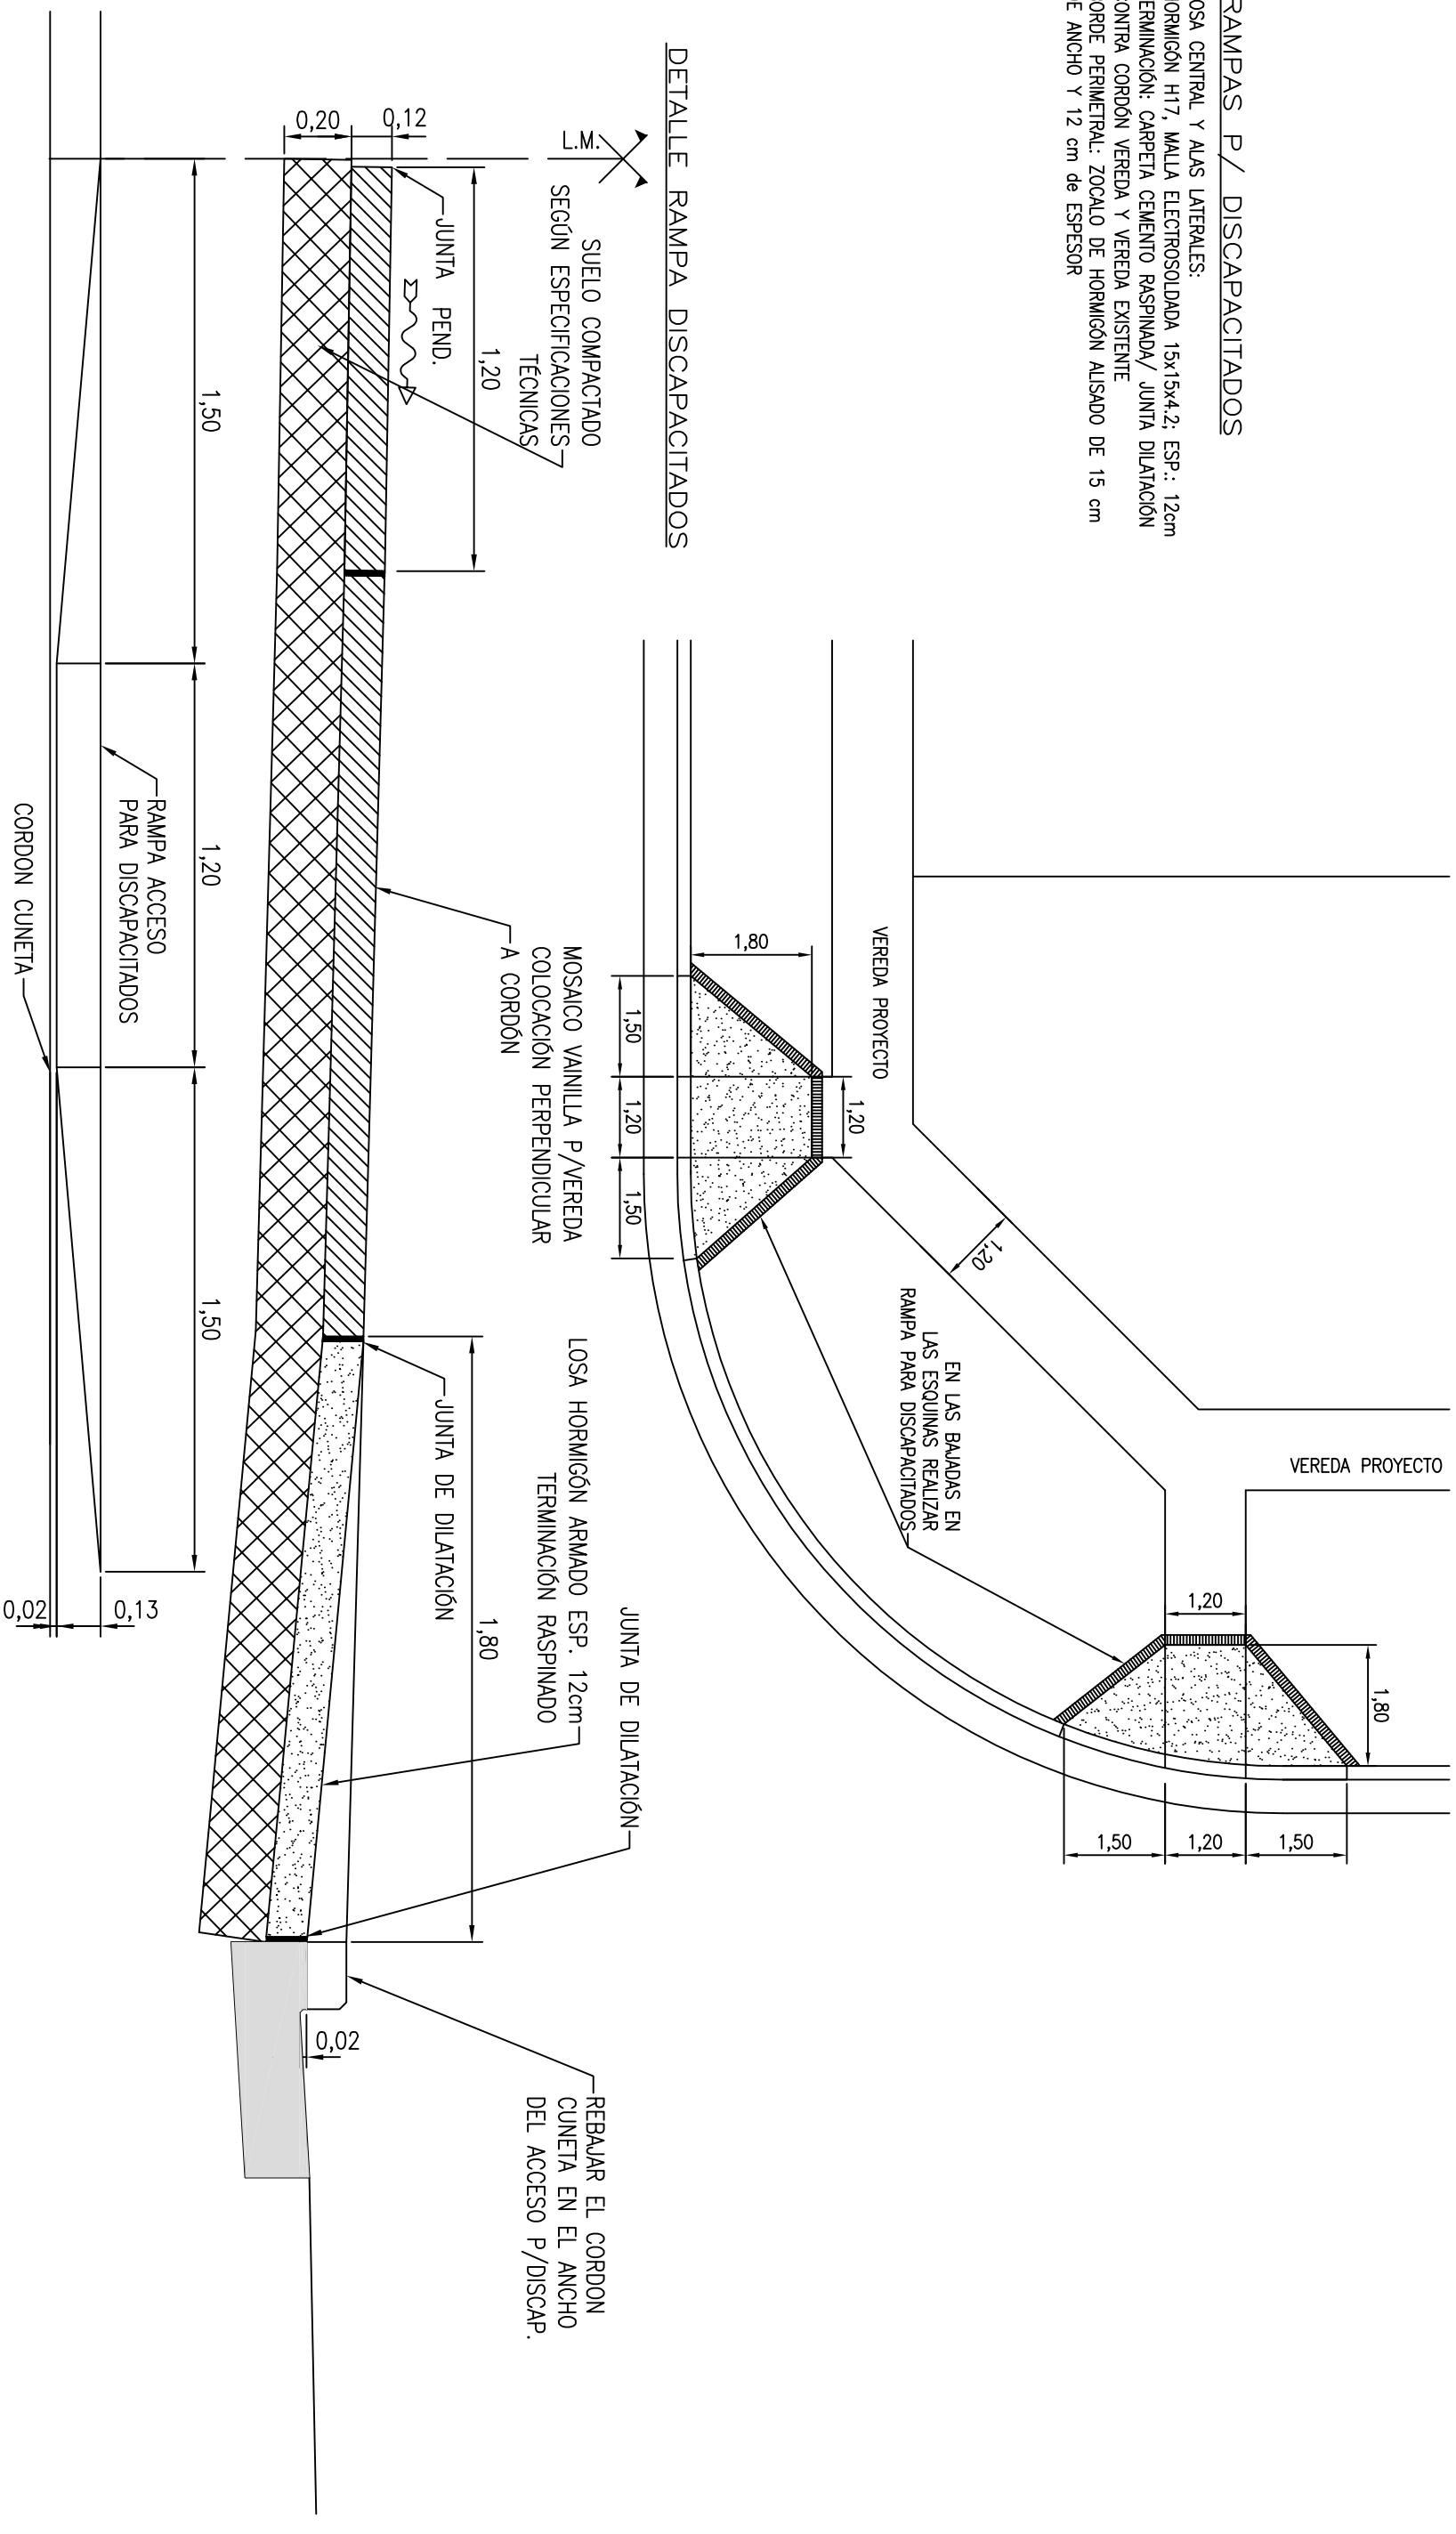 RAMPAS P/ DISCAPACITADOS
OSA CENTRAL Y ALAS LATERALES:
ORMIGÓN H17, MALLA ELECTROSOLDADA 15x15x4.2; ESP.: 12cm
ERMINACIÓN: CARPETA CEMENTO RASPINADA/ JUNTA DILATACIÓN
ONTRA CORDÓN VEREDA Y VEREDA EXISTENTE
ORDE PERIMETRAL: ZOCALO DE HORMIGÓN ALISADO DE 15 cm
E ANCHO Y 12 cm de ESPESOR
VEREDA PROYECTO
VEREDA PROYECTO
1,80
1,50
1,20
1,50
1,20
1,20
EN LAS BAJADAS EN
LAS ESQUINAS REALIZAR
RAMPA PARA DISCAPACITADOS
1,20
1,80
1,50
1,20
1,50
DETALLE RAMPA DISCAPACITADOS
L.M.
0,20
0,12
SUELO COMPACTADO
SEGÚN ESPECIFICACIONES
TÉCNICAS
1,20
JUNTA
PEND.
MOSAICO VAINILLA P/VEREDA
COLOCACIÓN PERPENDICULAR
A CORDÓN
LOSA HORMIGÓN ARMADO ESP. 12cm
TERMINACIÓN RASPINADO
JUNTA DE DILATACIÓN
1,80
JUNTA DE DILATACIÓN
REBAJAR EL CORDON
CUNETA EN EL ANCHO
DEL ACCESO P/DISCAP.
0,02
1,50
1,20
1,50
RAMPA ACCESO
PARA DISCAPACITADOS
CORDON CUNETA
0,02
0,13